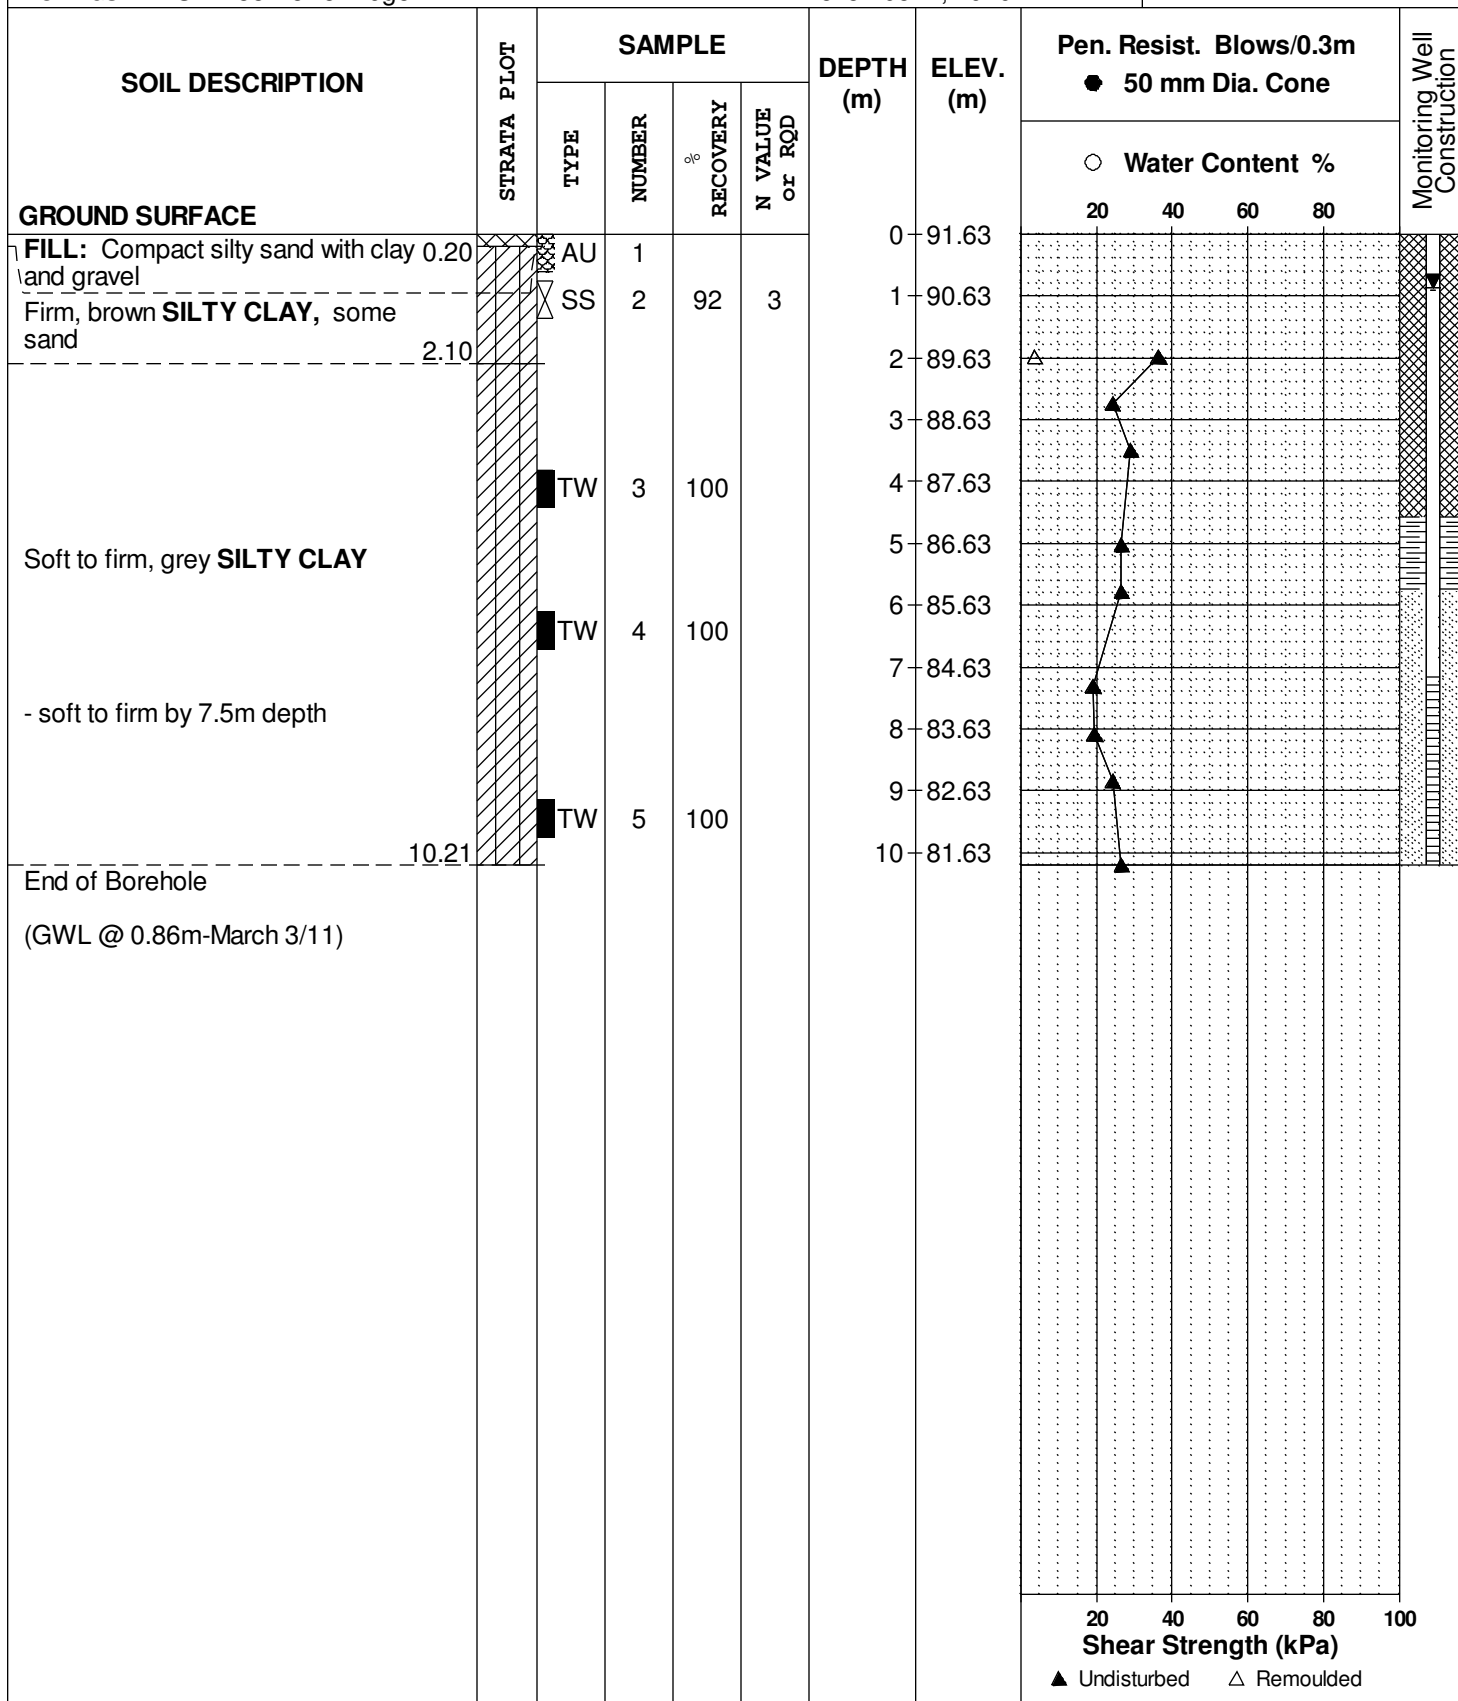 SOIL DESCRIPTION
GROUND SURFACE
STRATA PLOT
SAMPLE
TYPE
NUMBER
% RECOVERY
N VALUE or RQD
DEPTH (m)
ELEV. (m)
Pen. Resist. Blows/0.3m
● 50 mm Dia. Cone
○ Water Content %
20 40 60 80
Monitoring Well Construction
FILL: Compact silty sand with clay 0.20
and gravel
Firm, brown SILTY CLAY, some
sand
2.10
Soft to firm, grey SILTY CLAY
- soft to firm by 7.5m depth
10.21
End of Borehole
(GWL @ 0.86m-March 3/11)
AU 1
SS 2 92 3
TW 3 100
TW 4 100
TW 5 100
0 91.63
1 90.63
2 89.63
3 88.63
4 87.63
5 86.63
6 85.63
7 84.63
8 83.63
9 82.63
10 81.63
20 40 60 80 100
Shear Strength (kPa)
▲ Undisturbed △ Remoulded